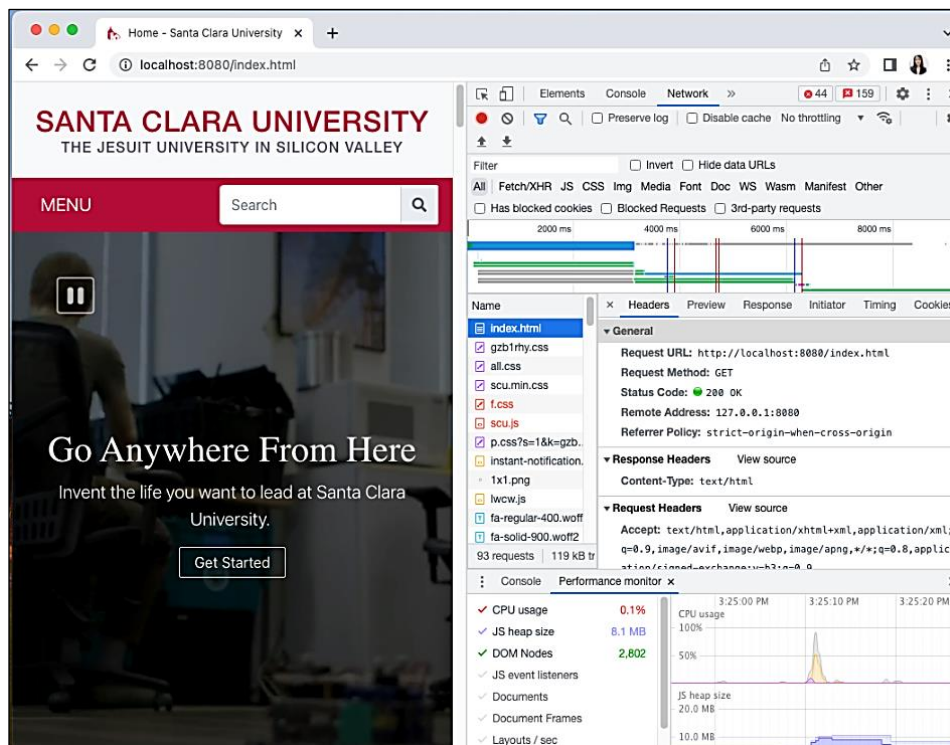 Home - Santa Clara University
localhost:8080/index.html
SANTA CLARA UNIVERSITY
THE JESUIT UNIVERSITY IN SILICON VALLEY
MENU
Search
Go Anywhere From Here
Invent the life you want to lead at Santa Clara
University.
Get Started
Elements Console Network 44 159
Preserve log Disable cache No throttling
Filter Invert Hide data URLs
All Fetch/XHR JS CSS Img Media Font Doc WS Wasm Manifest Other
Has blocked cookies Blocked Requests 3rd-party requests
2000 ms 4000 ms 6000 ms 8000 ms
Name
index.html
gzb1rhy.css
all.css
scu.min.css
f.css
scu.js
p.css?s=1&k=gzb..
instant-notification.
1x1.png
lwcw.js
fa-regular-400.woff
fa-solid-900.woff2
93 requests 119 kB tr
Headers Preview Response Initiator Timing Cookies
General
Request URL: http://localhost:8080/index.html
Request Method: GET
Status Code: 200 OK
Remote Address: 127.0.0.1:8080
Referrer Policy: strict-origin-when-cross-origin
Response Headers View source
Content-Type: text/html
Request Headers View source
Accept: text/html,application/xhtml+xml,application/xml;
q=0.9,image/avif,image/webp,image/apng,*/*;q=0.8,applic
ation/signed-exchange;v=b3;q=0.9
Console Performance monitor
CPU usage 0.1%
JS heap size 8.1 MB
DOM Nodes 2,602
JS event listeners
Documents
Document Frames
Layouts / sec
3:25:00 PM 3:25:10 PM 3:25:20 PM
CPU usage
100%
50%
JS heap size
20.0 MB
10.0 MB